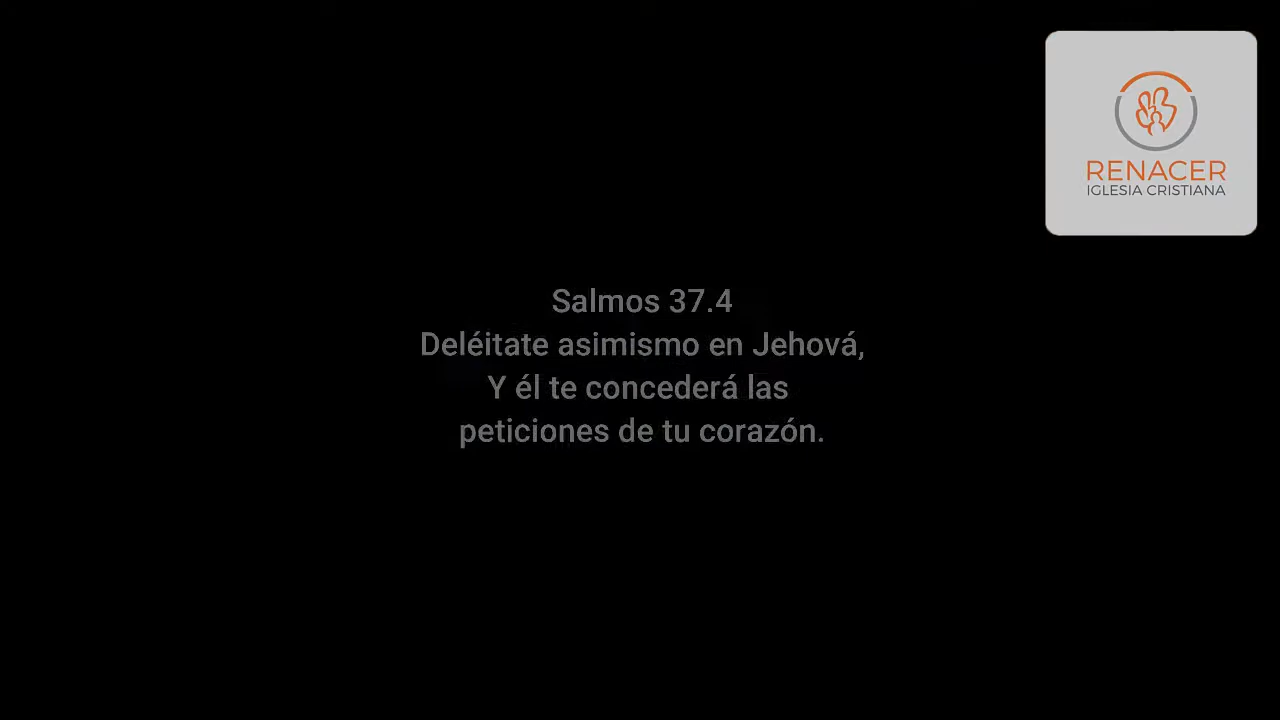 RENACER
IGLESIA CRISTIANA
Salmos 37.4
Deléitate asimismo en Jehová,
Y él te concederá las
peticiones de tu corazón.